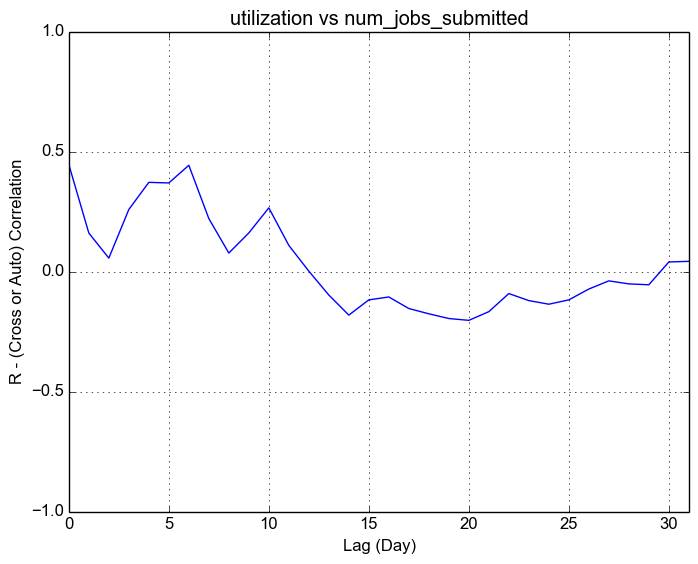 utilization vs num_jobs_submitted
1.0
0.5
0.0
−0.5
−1.0
R - (Cross or Auto) Correlation
0 5 10 15 20 25 30
Lag (Day)